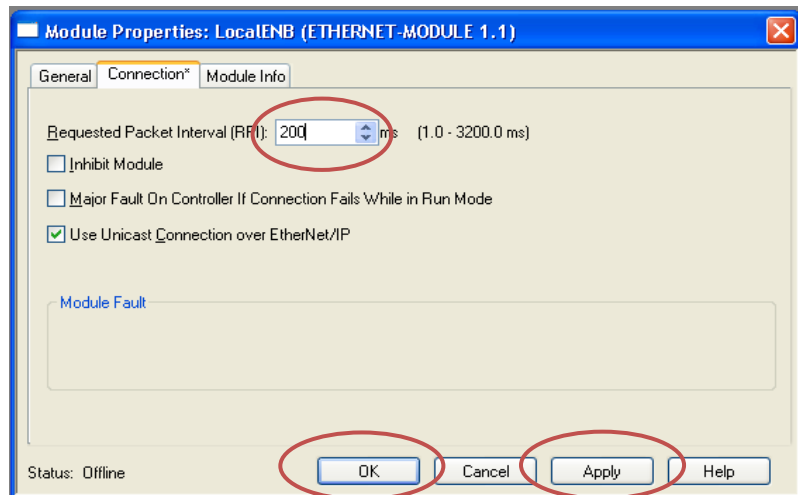 Module Properties: LocalENB (ETHERNET-MODULE 1.1)
General Connection* Module Info
Requested Packet Interval (RPI): 200 ms (1.0 - 3200.0 ms)
Inhibit Module
Major Fault On Controller If Connection Fails While in Run Mode
Use Unicast Connection over EtherNet/IP
Module Fault
Status: Offline OK Cancel Apply Help